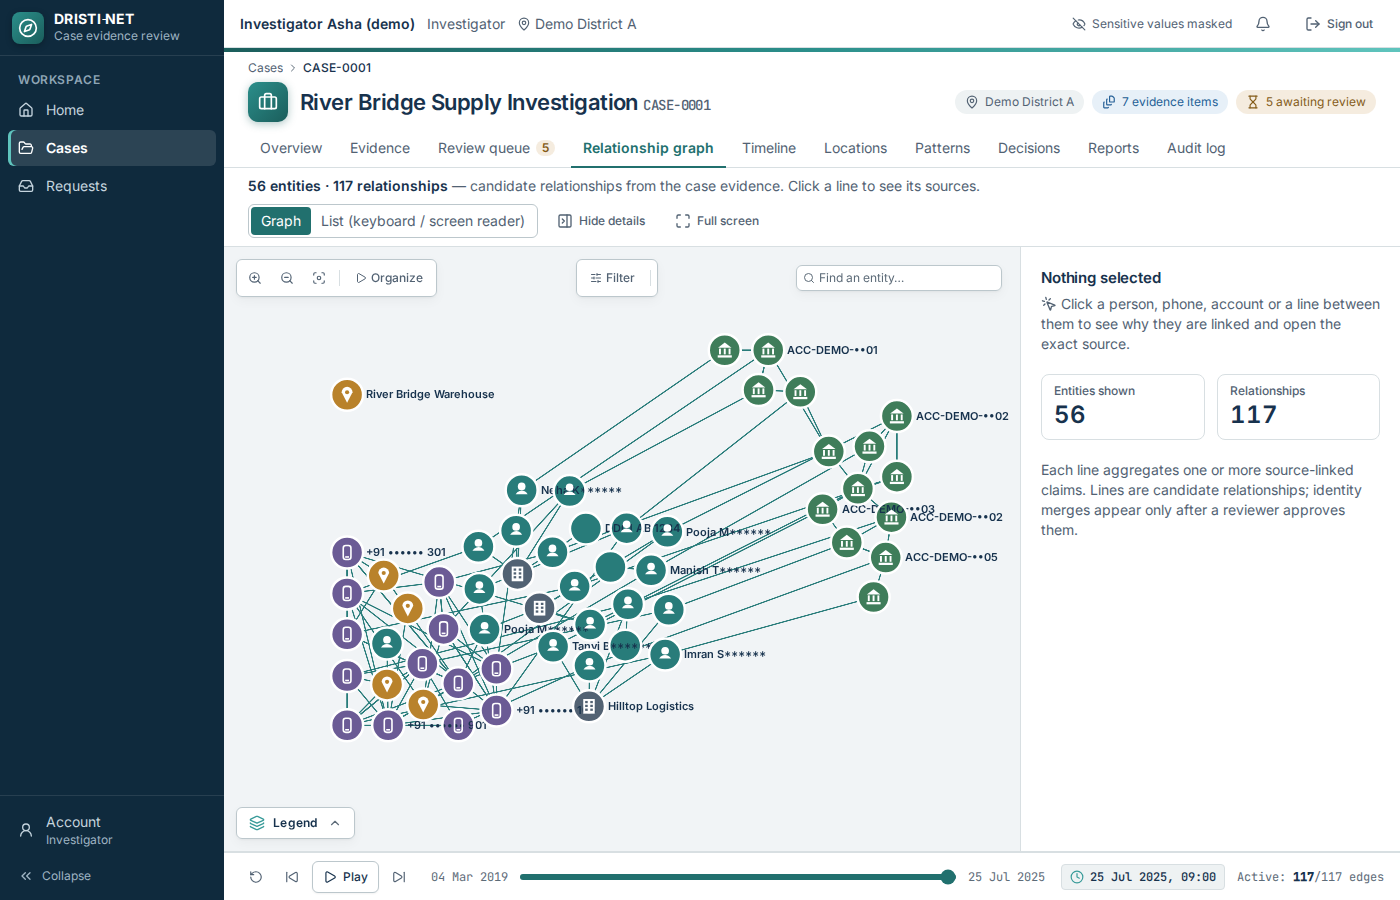 DRISTI-NET
Case evidence review
WORKSPACE
Home
Cases
Requests
Account
Investigator
Collapse
Investigator Asha (demo) Investigator Demo District A
Sensitive values masked
Sign out
Cases > CASE-0001
River Bridge Supply Investigation CASE-0001
Demo District A
7 evidence items
5 awaiting review
Overview
Evidence
Review queue 5
Relationship graph
Timeline
Locations
Patterns
Decisions
Reports
Audit log
56 entities · 117 relationships — candidate relationships from the case evidence. Click a line to see its sources.
Graph
List (keyboard / screen reader)
Hide details
Full screen
Organize
Filter
Find an entity...
ACC-DEMO-••01
River Bridge Warehouse
ACC-DEMO-••02
ACC-DEMO-••03
ACC-DEMO-••02
Pooja M******
+91 •••••• 301
ACC-DEMO-••05
Manish T******
Pooja M******
Imran S******
Hilltop Logistics
Legend
Nothing selected
Click a person, phone, account or a line between
them to see why they are linked and open the
exact source.
Entities shown
56
Relationships
117
Each line aggregates one or more source-linked
claims. Lines are candidate relationships; identity
merges appear only after a reviewer approves
them.
Play
04 Mar 2019
25 Jul 2025
25 Jul 2025, 09:00
Active: 117/117 edges